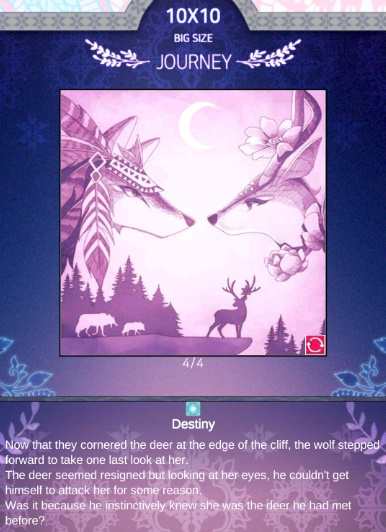 10X10
BIG SIZE
JOURNEY
4/4
Destiny
Now that they cornered the deer at the edge of the cliff, the wolf stepped
forward to take one last look at her.
The deer seemed resigned but looking at her eyes, he couldn't get
himself to attack her for some reason.
Was it because he instinctively knew she was the deer he had met
before?